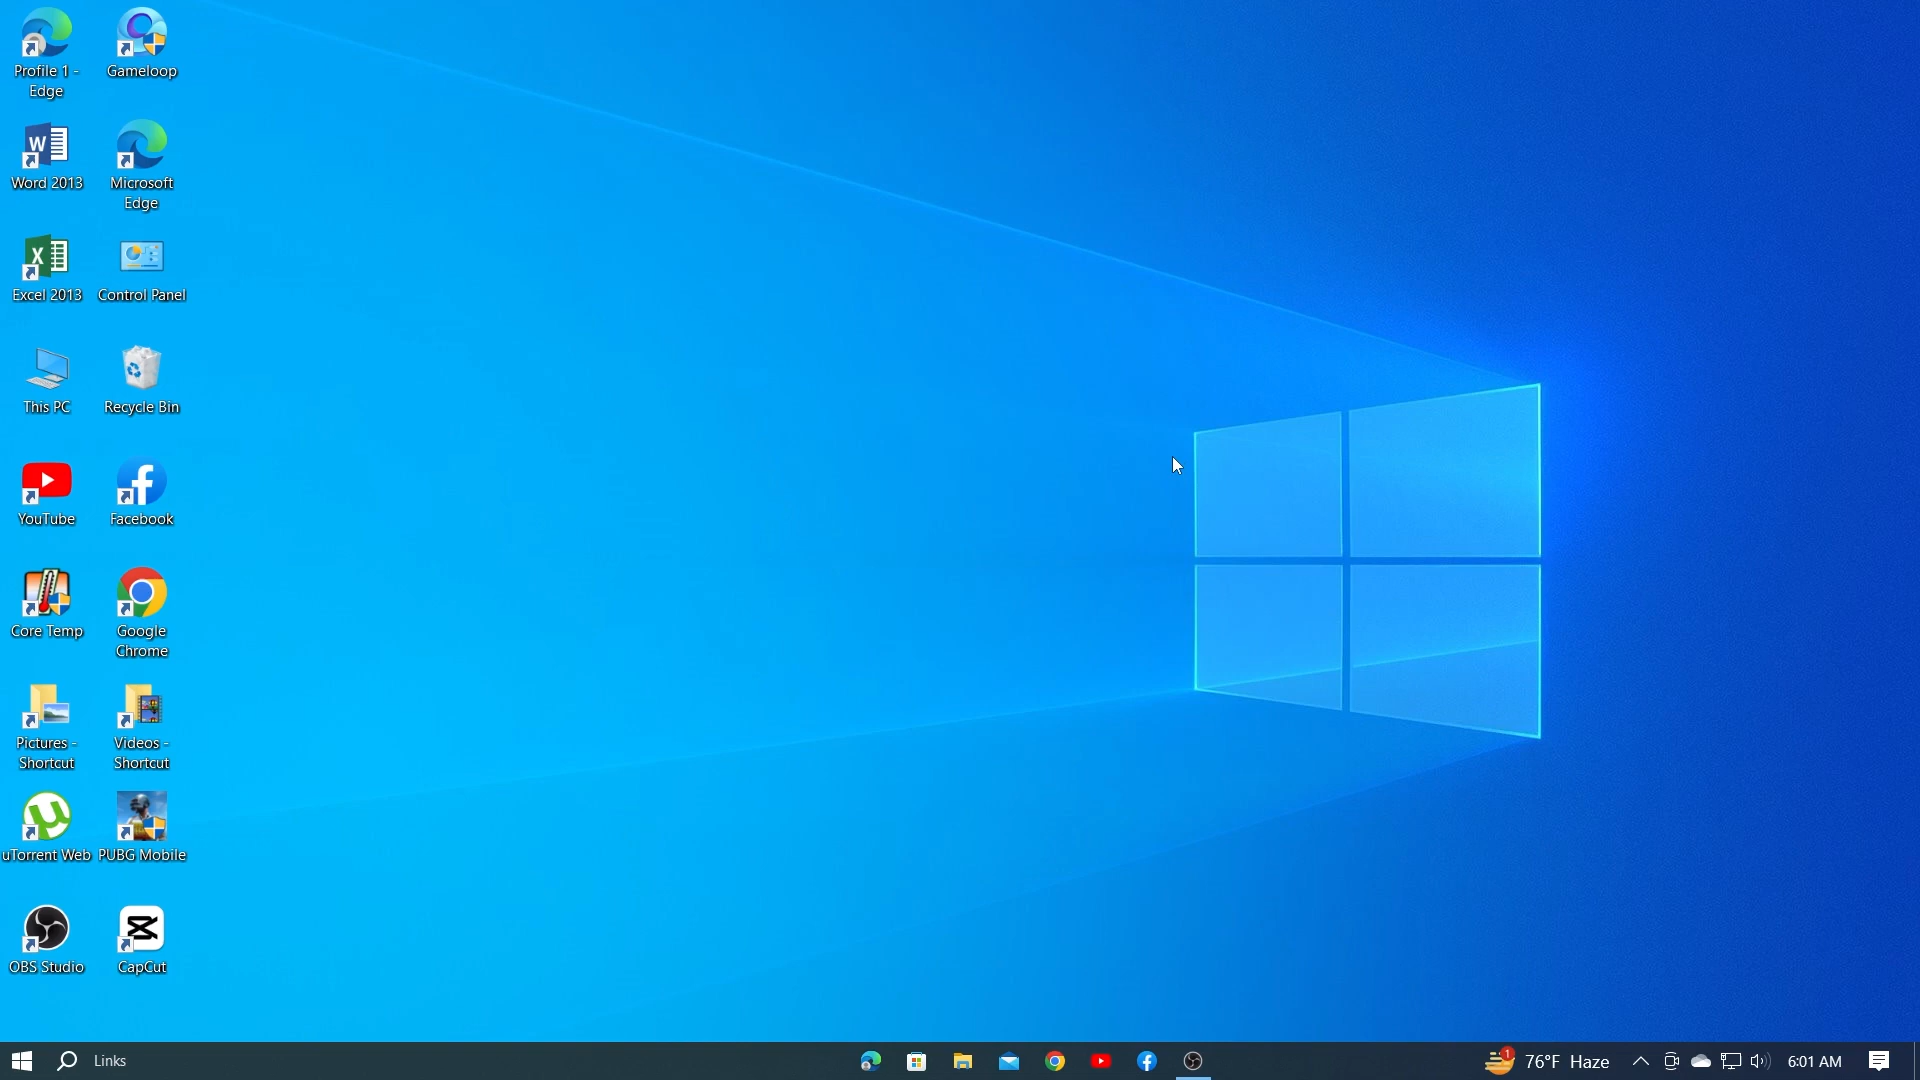 Profile 1 -
Edge
Gameloop
Word 2013
Microsoft
Edge
Excel 2013
Control Panel
This PC
Recycle Bin
YouTube
Facebook
Core Temp
Google
Chrome
Pictures -
Shortcut
Videos -
Shortcut
uTorrent Web
PUBG Mobile
OBS Studio
CapCut
Links
1
76°F Haze
6:01 AM